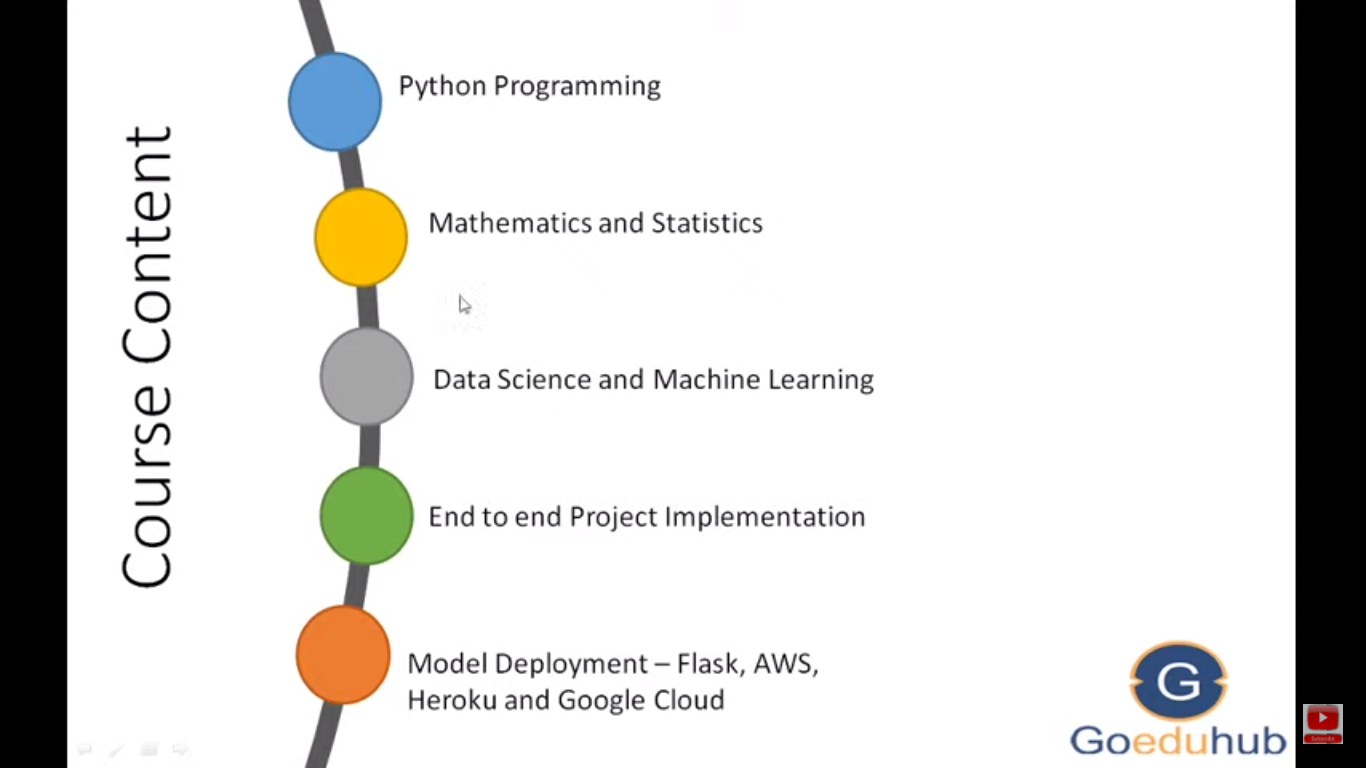 Course Content
Python Programming
Mathematics and Statistics
Data Science and Machine Learning
End to end Project Implementation
Model Deployment – Flask, AWS,
Heroku and Google Cloud
G
Goeduhub
Subscribe